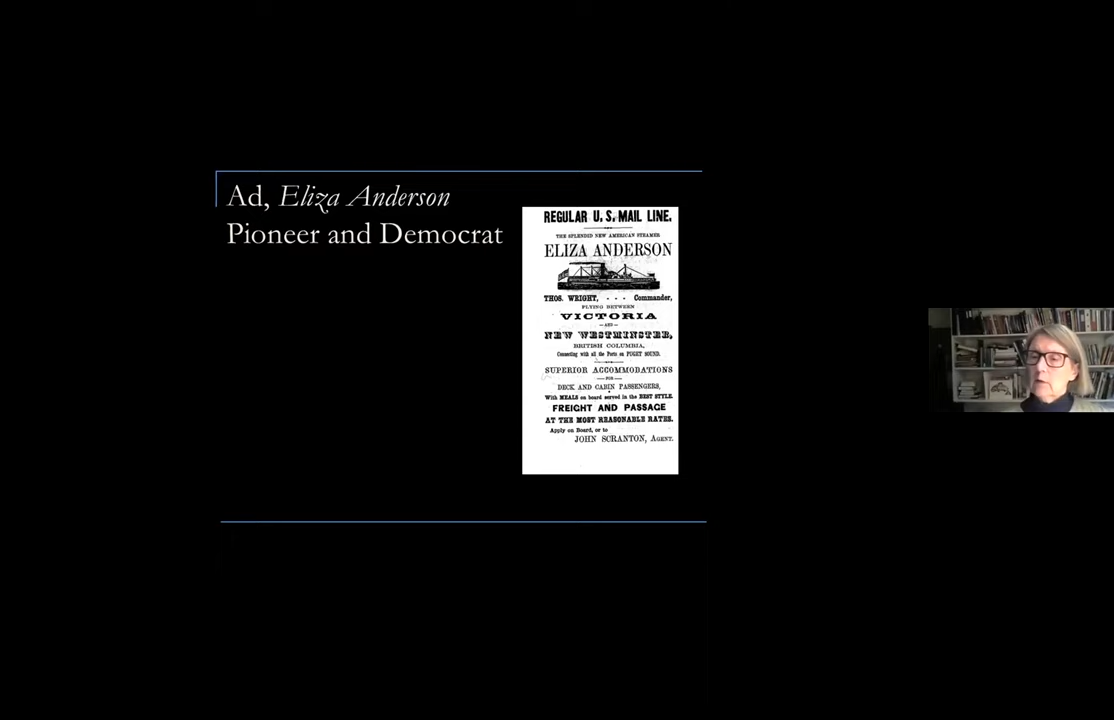 Ad, Eliza Anderson
Pioneer and Democrat
REGULAR U. S. MAIL LINE.
THE SPLENDID NEW AMERICAN STEAMER
ELIZA ANDERSON
THOS. WRIGHT, - - - Commander,
PLYING BETWEEN
VICTORIA
—AND—
NEW WESTMINSTER,
BRITISH COLUMBIA,
Connecting with all the Ports on PUGET SOUND.
SUPERIOR ACCOMMODATIONS
—FOR—
DECK AND CABIN PASSENGERS,
With MEALS on board served in the BEST STYLE.
FREIGHT AND PASSAGE
AT THE MOST REASONABLE RATES.
Apply on Board, or to
JOHN SCRANTON, AGENT.